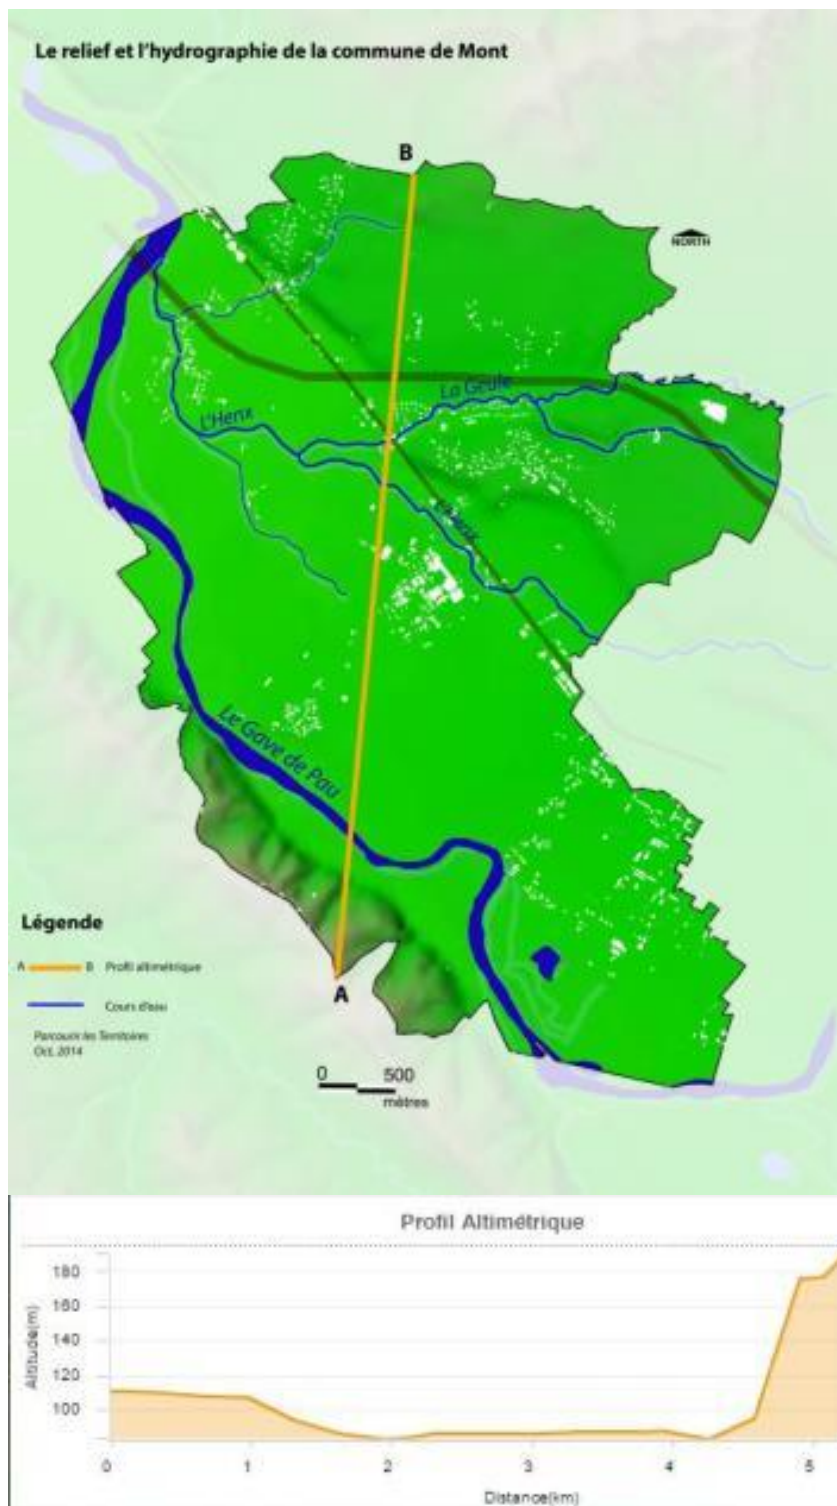 Le relief et l'hydrographie de la commune de Mont
B
NORTH
La Geule
L'Henx
L'Henx
Le Gave de Pau
Légende
A B Profil altimétrique
Cours d'eau
Parcourir les Territoires
Oct. 2014
A
0 500
mètres
Profil Altimétrique
Altitude(m)
180
160
140
120
100
0 1 2 3 4 5
Distance(km)